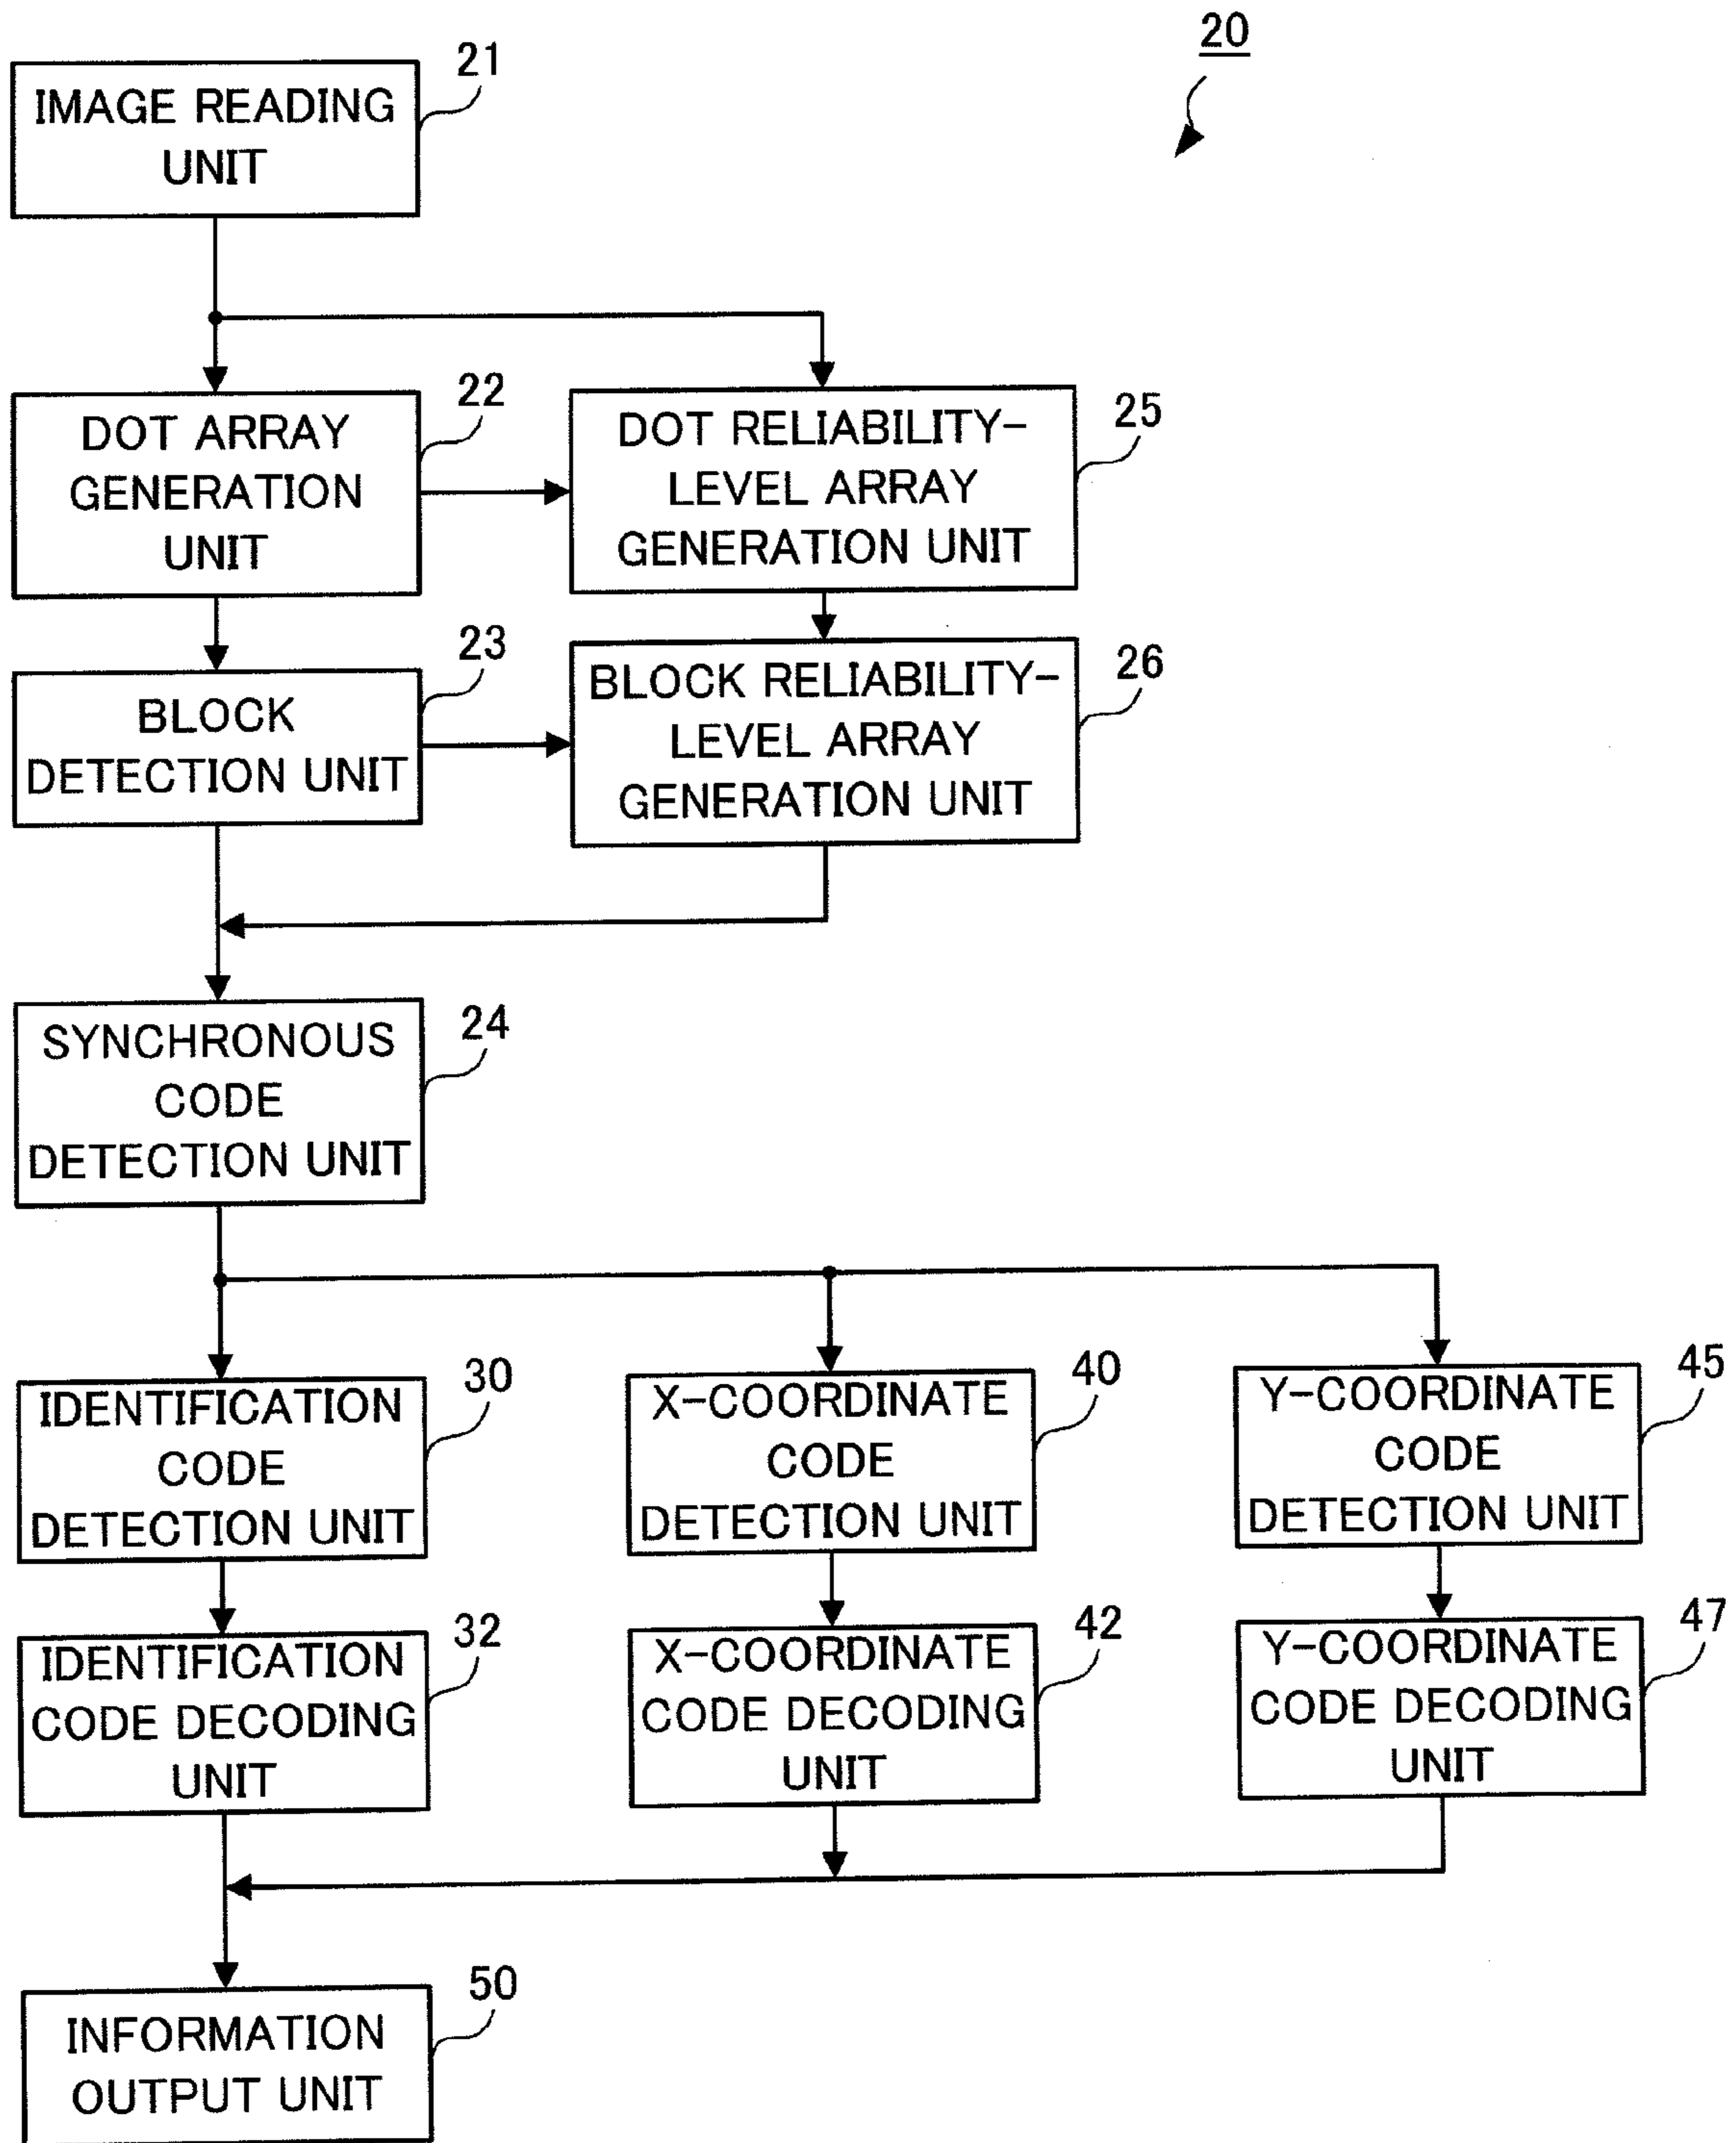 20
21
IMAGE READING
UNIT
22
DOT ARRAY
GENERATION
UNIT
25
DOT RELIABILITY-
LEVEL ARRAY
GENERATION UNIT
23
BLOCK
DETECTION UNIT
26
BLOCK RELIABILITY-
LEVEL ARRAY
GENERATION UNIT
24
SYNCHRONOUS
CODE
DETECTION UNIT
30
IDENTIFICATION
CODE
DETECTION UNIT
40
X-COORDINATE
CODE
DETECTION UNIT
45
Y-COORDINATE
CODE
DETECTION UNIT
32
IDENTIFICATION
CODE DECODING
UNIT
42
X-COORDINATE
CODE DECODING
UNIT
47
Y-COORDINATE
CODE DECODING
UNIT
50
INFORMATION
OUTPUT UNIT